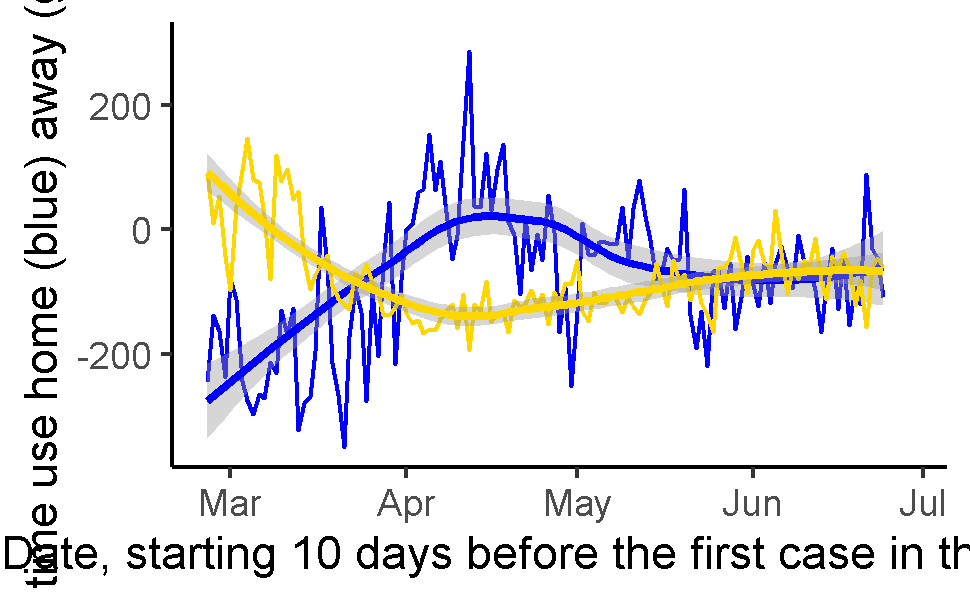 time use home (blue) away (
200
0
-200
Mar Apr May Jun Jul
Date, starting 10 days before the first case in th